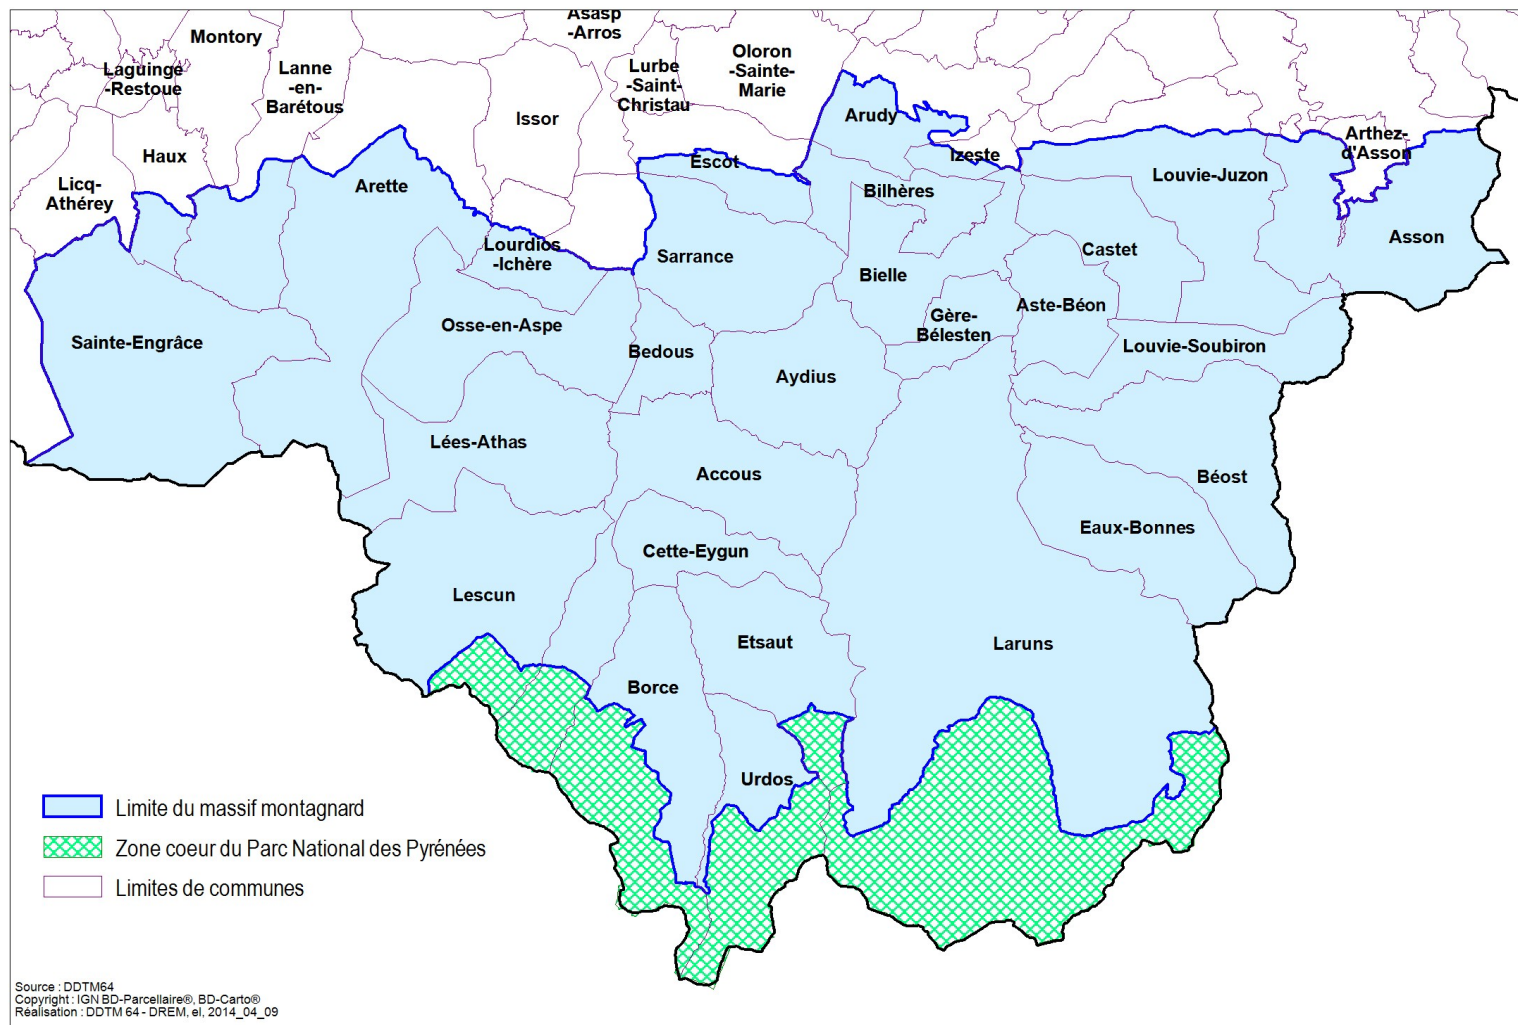 Asasp
-Arros
Montory
Laguinge
-Restoue
Lanne
-en-
Barétous
Lurbe
-Saint-
Christau
Oloron
-Sainte-
Marie
Issor
Arudy
Haux
Escot
Izeste
Arthez-
d'Asson
Licq-
Athérey
Arette
Bilhères
Louvie-Juzon
Lourdios
-Ichère
Sarrance
Castet
Asson
Bielle
Sainte-Engrâce
Osse-en-Aspe
Bedous
Gère-
Bélesten
Aste-Béon
Louvie-Soubiron
Aydius
Lées-Athas
Accous
Béost
Eaux-Bonnes
Cette-Eygun
Lescun
Etsaut
Laruns
Borce
Urdos
Limite du massif montagnard
Zone coeur du Parc National des Pyrénées
Limites de communes
Source : DDTM64
Copyright : IGN BD-Parcellaire®, BD-Carto®
Réalisation : DDTM 64 - DREM, el, 2014_04_09